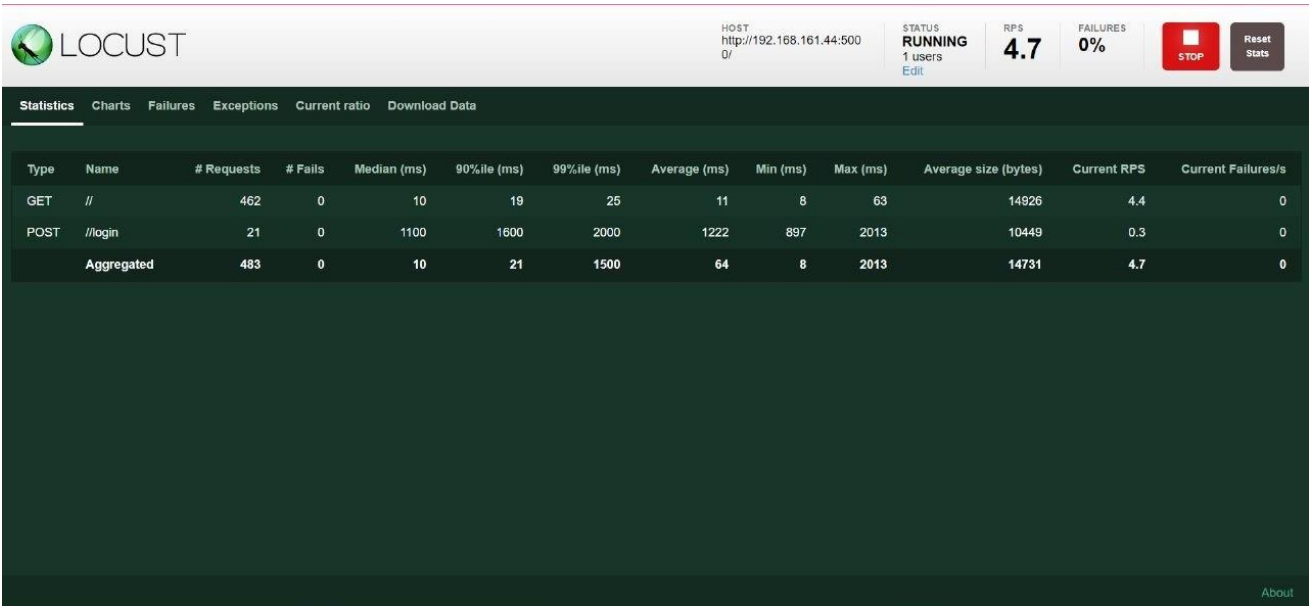 LOCUST
HOST
http://192.168.161.44:500
0/
STATUS
RUNNING
1 users
Edit
RPS
4.7
FAILURES
0%
STOP
Reset
Stats
Statistics Charts Failures Exceptions Current ratio Download Data
Type Name # Requests # Fails Median (ms) 90%ile (ms) 99%ile (ms) Average (ms) Min (ms) Max (ms) Average size (bytes) Current RPS Current Failures/s
GET // 462 0 10 19 25 11 8 63 14926 4.4 0
POST //login 21 0 1100 1600 2000 1222 897 2013 10449 0.3 0
Aggregated 483 0 10 21 1500 64 8 2013 14731 4.7 0
About